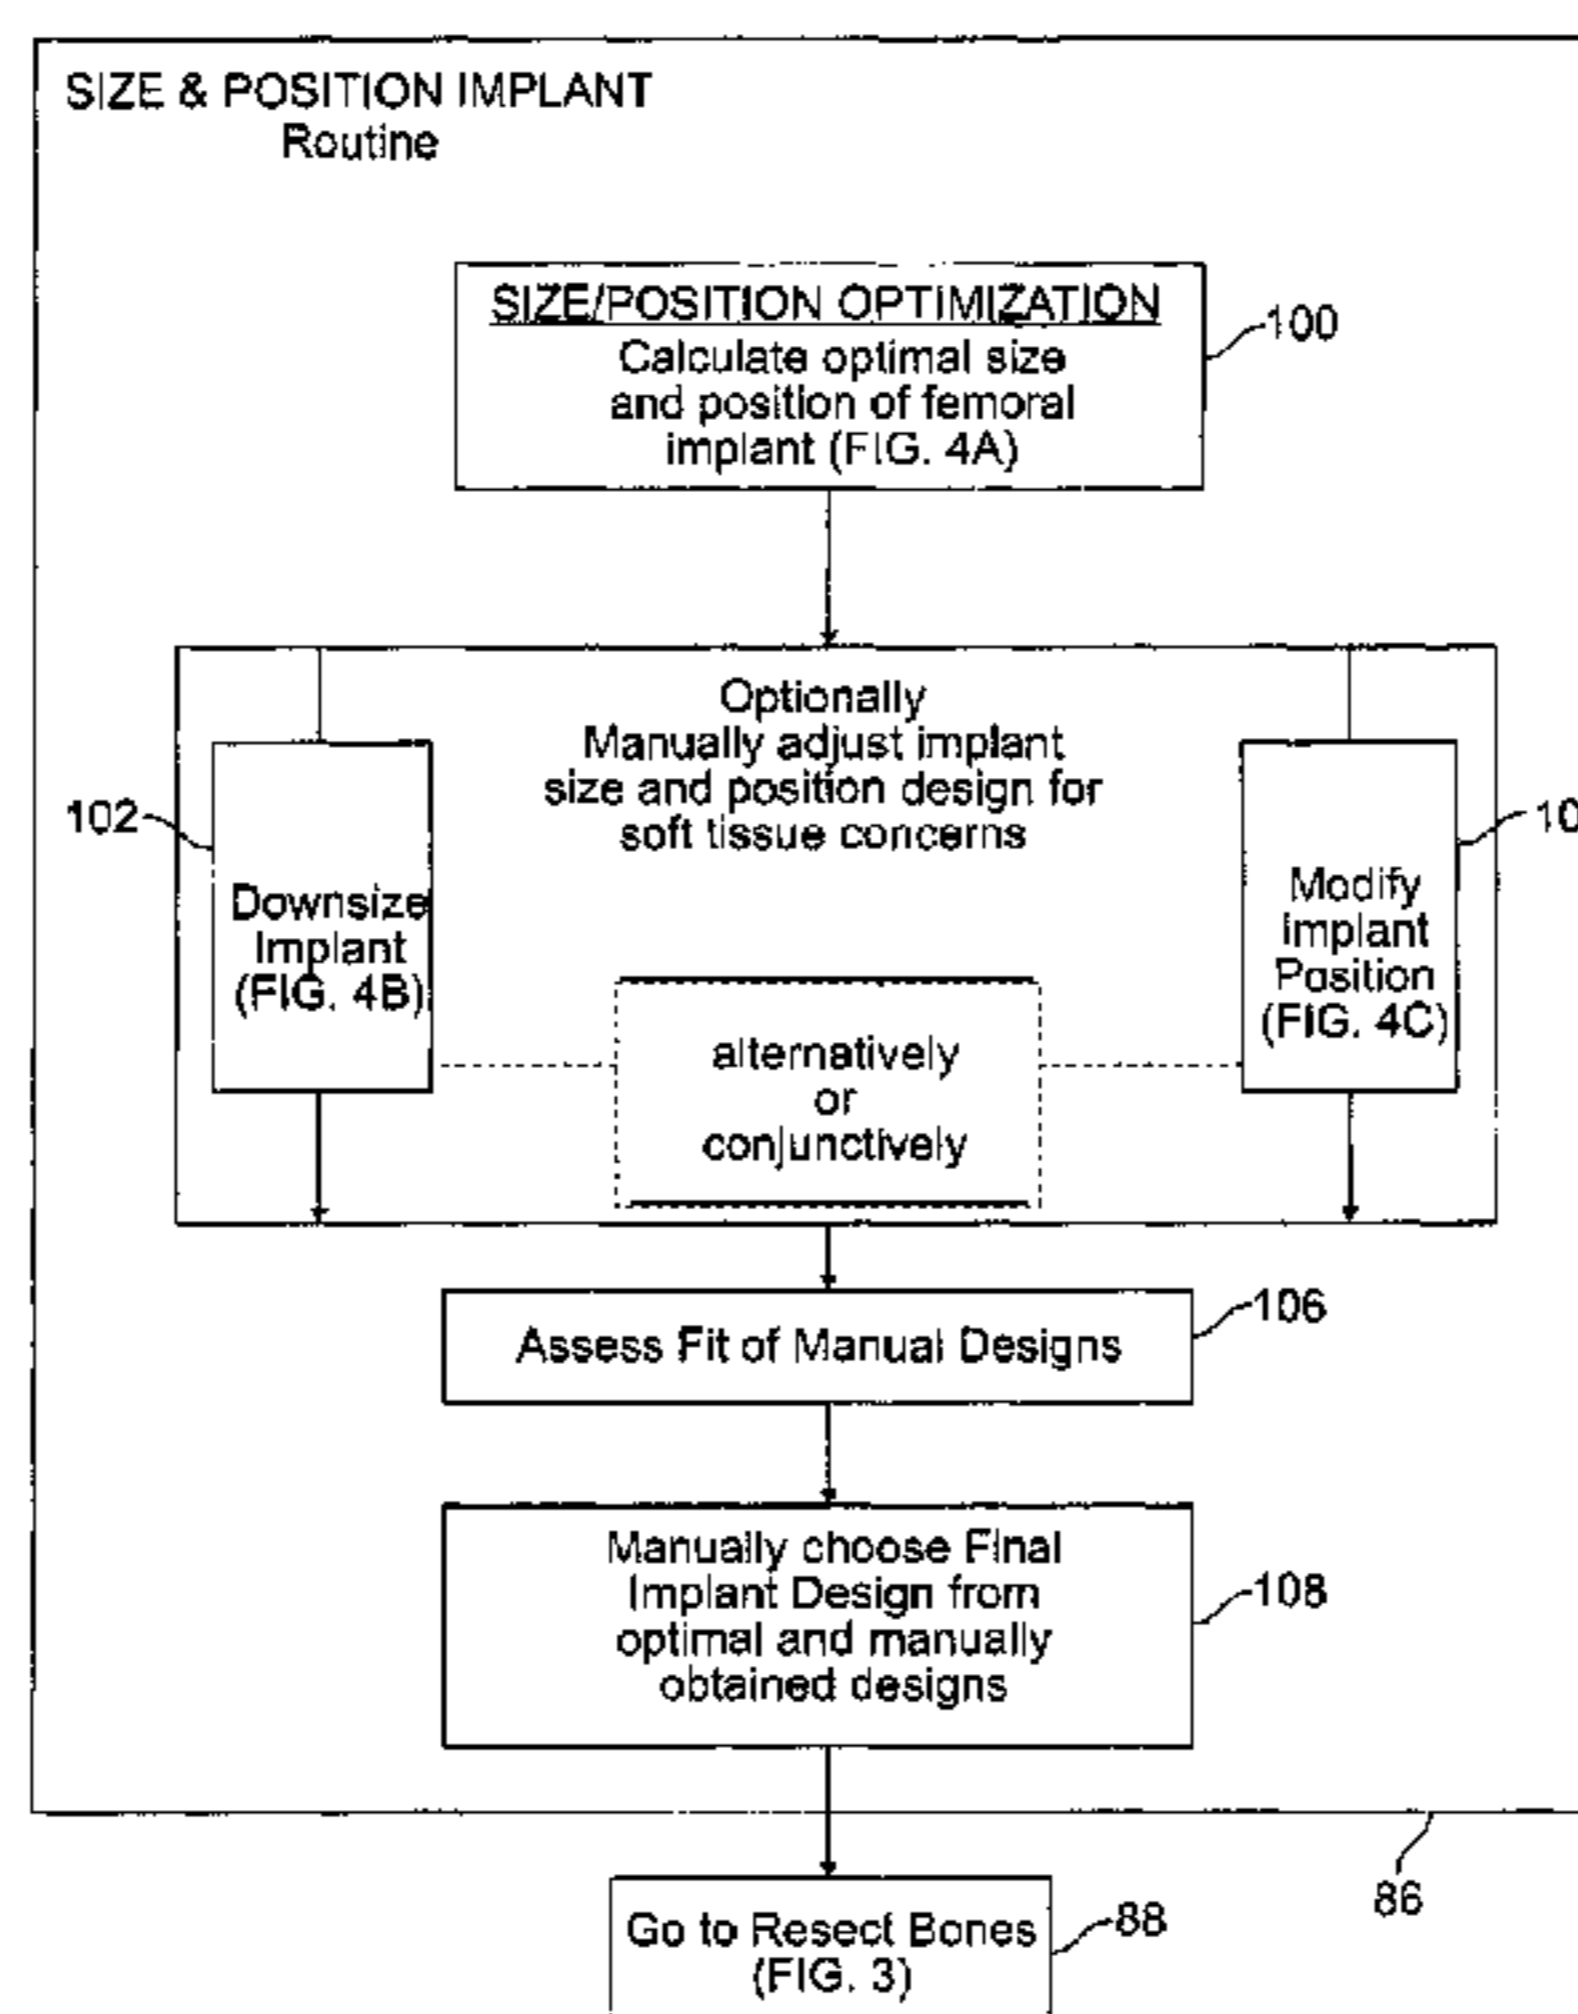 SIZE & POSITION IMPLANT
Routine
SIZE/POSITION OPTIMIZATION
Calculate optimal size
and position of femoral
implant (FIG. 4A)
100
Optionally
Manually adjust implant
size and position design for
soft tissue concerns
102
Downsize
Implant
(FIG. 4B)
10
Modify
Implant
Position
(FIG. 4C)
alternatively
or
conjunctively
Assess Fit of Manual Designs
106
Manually choose Final
Implant Design from
optimal and manually
obtained designs
108
86
Go to Resect Bones
(FIG. 3)
88